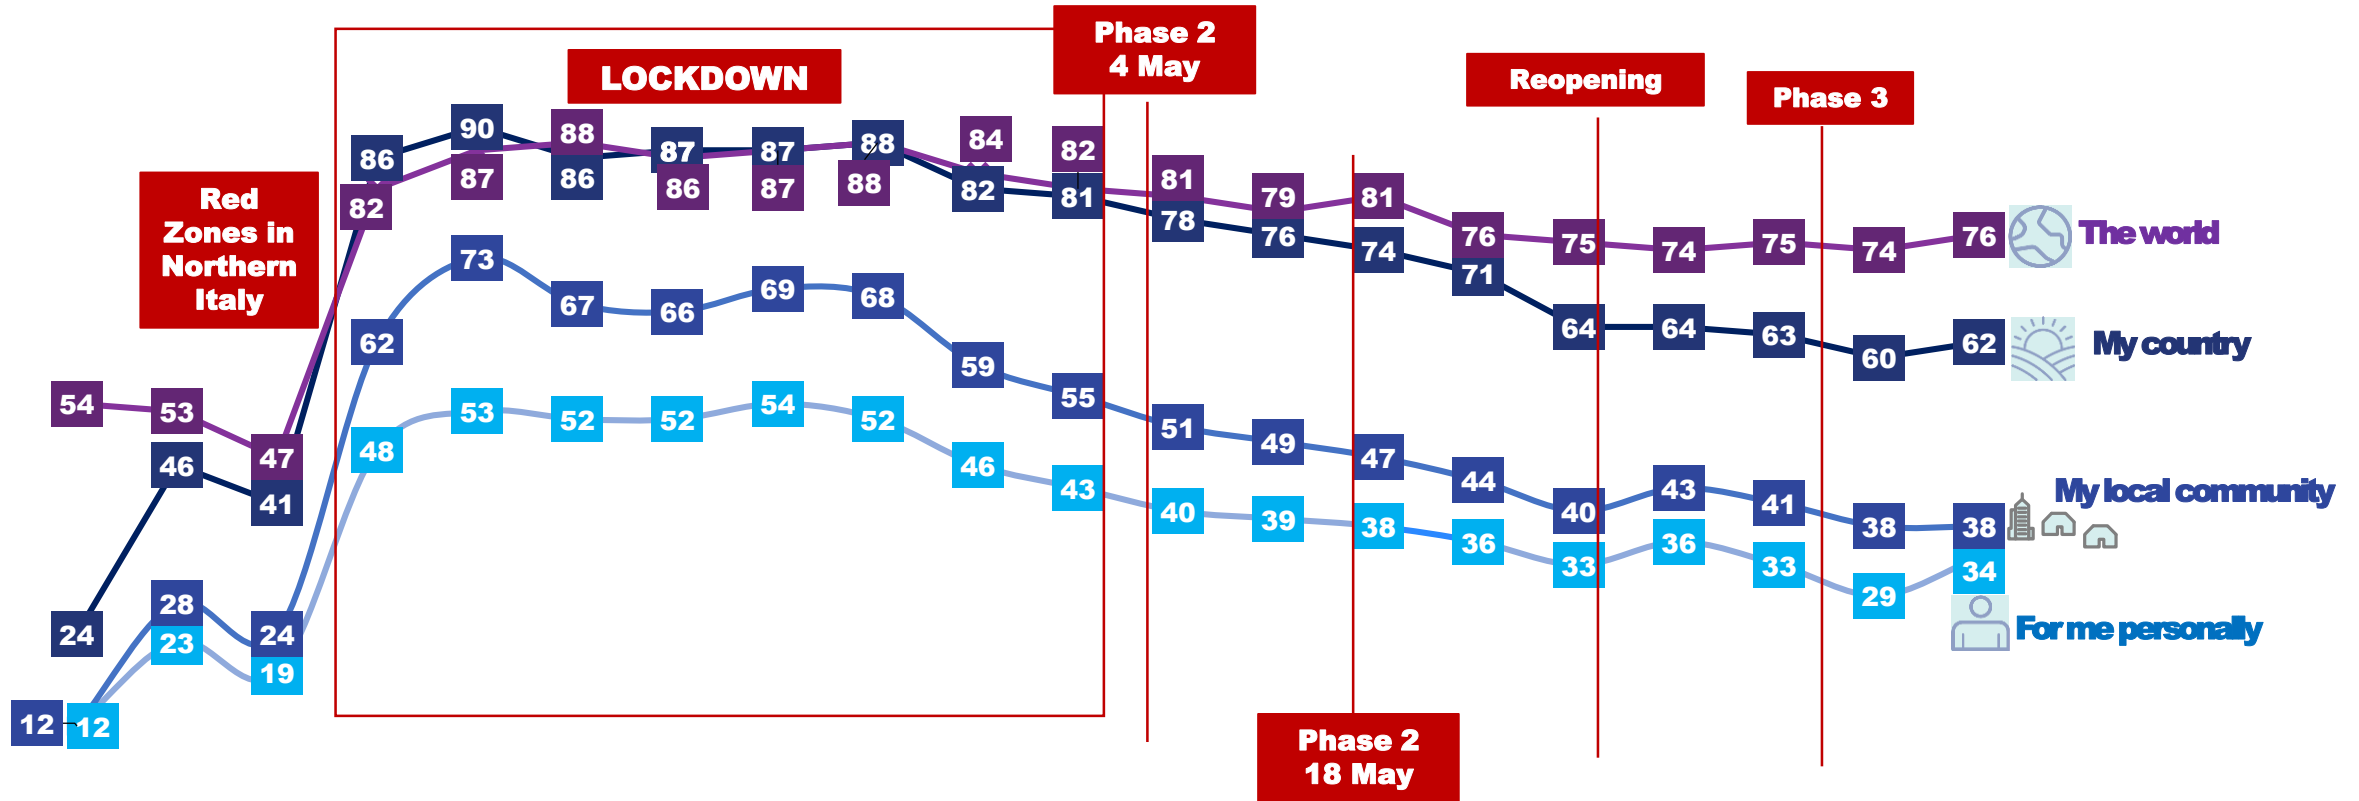 Phase 2
4 May
LOCKDOWN
Reopening
Phase 3
Red
Zones in
Northern
Italy
54 53 47 82 87 88 86 87 88 84 82 81 79 81 76 75 74 75 74 76 The world
24 46 41 86 90 86 87 87 88 82 81 78 76 74 71 64 64 63 60 62 My country
12 28 24 62 73 67 66 69 68 59 55 51 49 47 44 40 43 41 38 38 My local community
12 23 19 48 53 52 52 54 52 46 43 40 39 38 36 33 36 33 29 34 For me personally
Phase 2
18 May